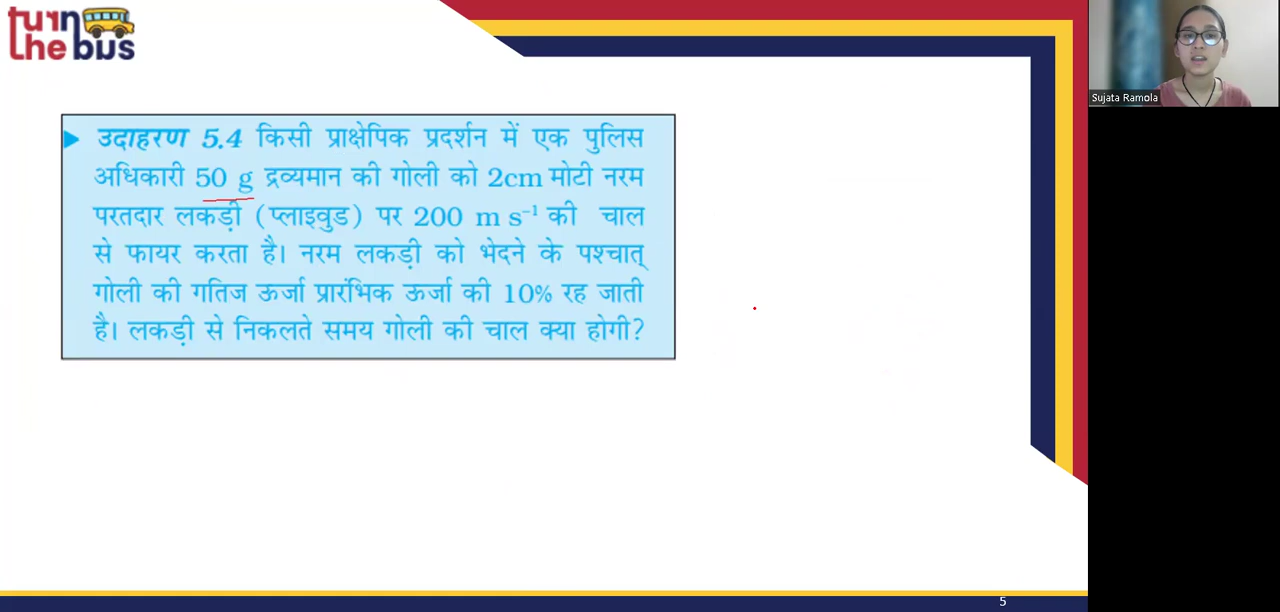 turn
the bus
Sujata Ramola
उदाहरण 5.4 किसी प्राक्षेपिक प्रदर्शन में एक पुलिस
अधिकारी 50 g द्रव्यमान की गोली को 2cm मोटी नरम
परतदार लकड़ी (प्लाइवुड) पर 200 m s⁻¹ की चाल
से फायर करता है। नरम लकड़ी को भेदने के पश्चात्
गोली की गतिज ऊर्जा प्रारंभिक ऊर्जा की 10% रह जाती
है। लकड़ी से निकलते समय गोली की चाल क्या होगी?
5